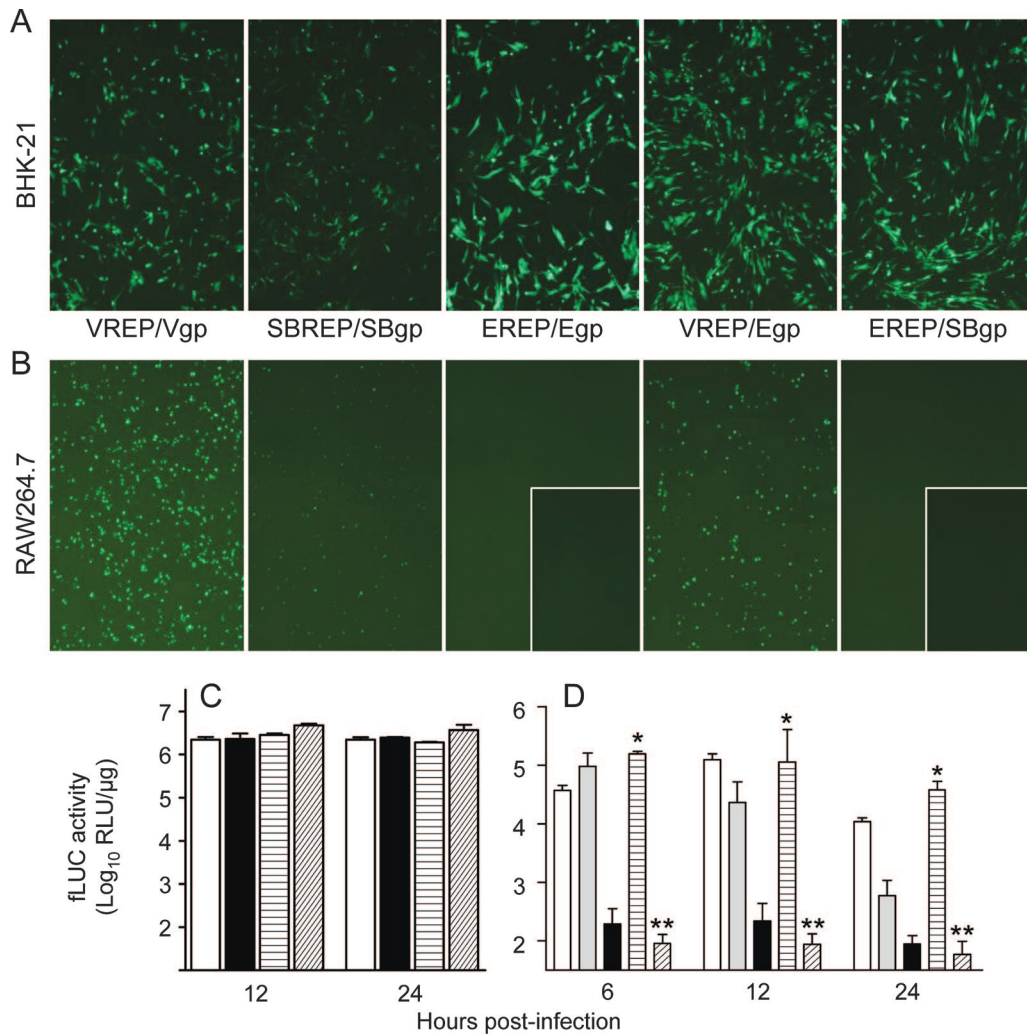 A
BHK-21
VREP/Vgp SBREP/SBgp EREP/Egp VREP/Egp EREP/SBgp
B
RAW264.7
C
fLUC activity
(Log₁₀ RLU/µg)
7
6
5
4
3
2
12 24
D
6
5
4
3
2
* ** * ** * **
6 12 24
Hours post-infection